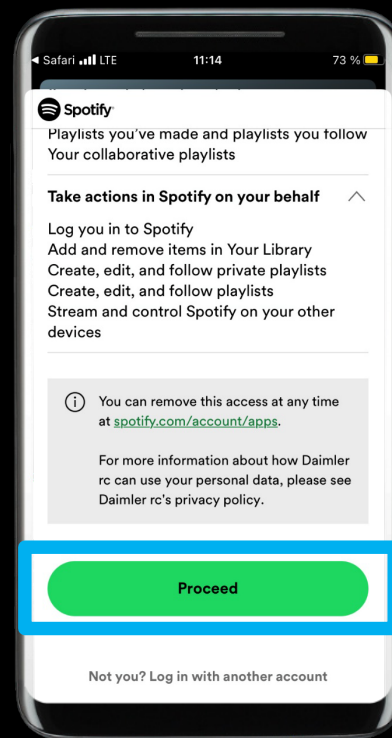 Safari LTE 11:14 73 %
Spotify
Playlists you've made and playlists you follow
Your collaborative playlists
Take actions in Spotify on your behalf
Log you in to Spotify
Add and remove items in Your Library
Create, edit, and follow private playlists
Create, edit, and follow playlists
Stream and control Spotify on your other
devices
You can remove this access at any time
at spotify.com/account/apps.
For more information about how Daimler
rc can use your personal data, please see
Daimler rc's privacy policy.
Proceed
Not you? Log in with another account